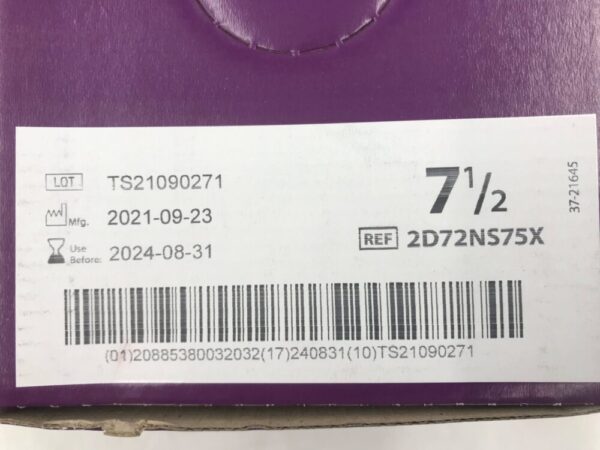 LOT TS21090271
Mfg. 2021-09-23
Use Before: 2024-08-31
7 1/2
REF 2D72NS75X
37-21645
(01)20885380032032(17)240831(10)TS21090271